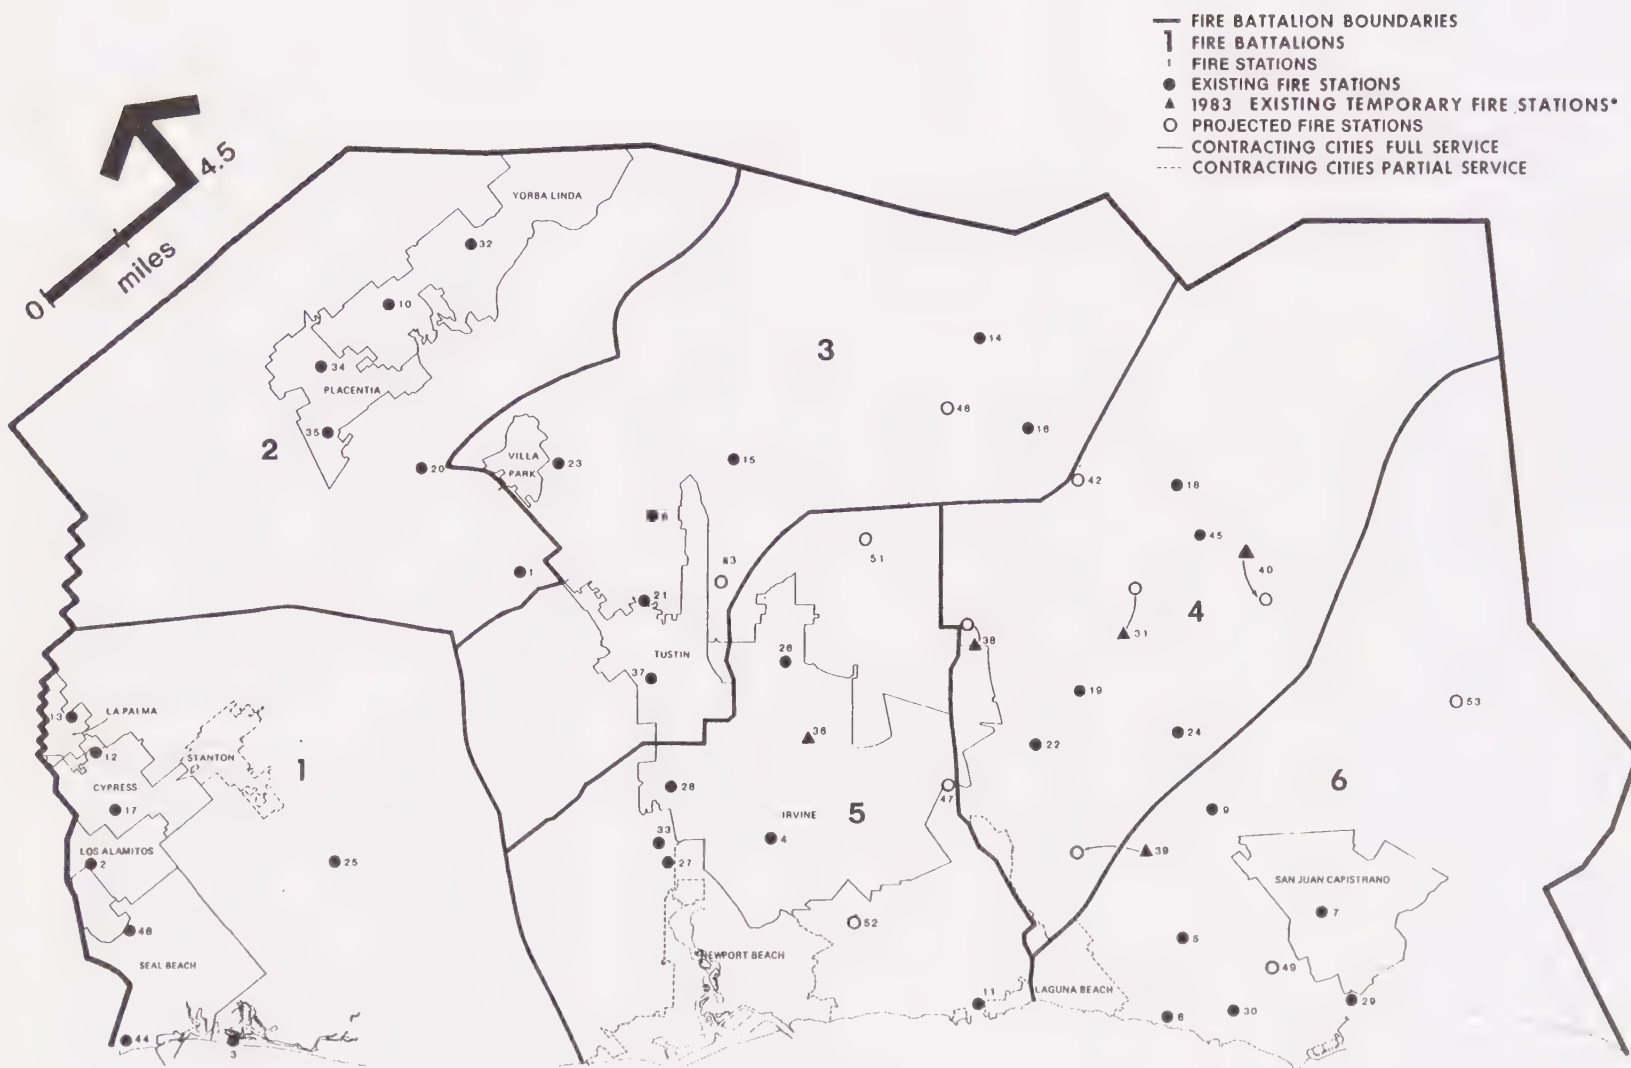 FIRE BATTALION BOUNDARIES
1 FIRE BATTALIONS
1 FIRE STATIONS
EXISTING FIRE STATIONS
1983 EXISTING TEMPORARY FIRE STATIONS*
PROJECTED FIRE STATIONS
CONTRACTING CITIES FULL SERVICE
CONTRACTING CITIES PARTIAL SERVICE
4.5
miles
0
YORBA LINDA
32
10
14
3
34
PLACENTIA
46
16
35
2
VILLA
PARK
20
23
15
42
18
45
51
40
1
21
4
31
38
TUSTIN
26
37
19
53
13
LA PALMA
36
24
22
12
STANTON
1
6
CYPRESS
28
47
17
IRVINE
5
9
33
4
LOS ALAMITOS
2
25
27
39
SAN JUAN CAPISTRANO
7
52
48
5
NEWPORT BEACH
SEAL BEACH
49
11
LAGUNA BEACH
29
30
44
3